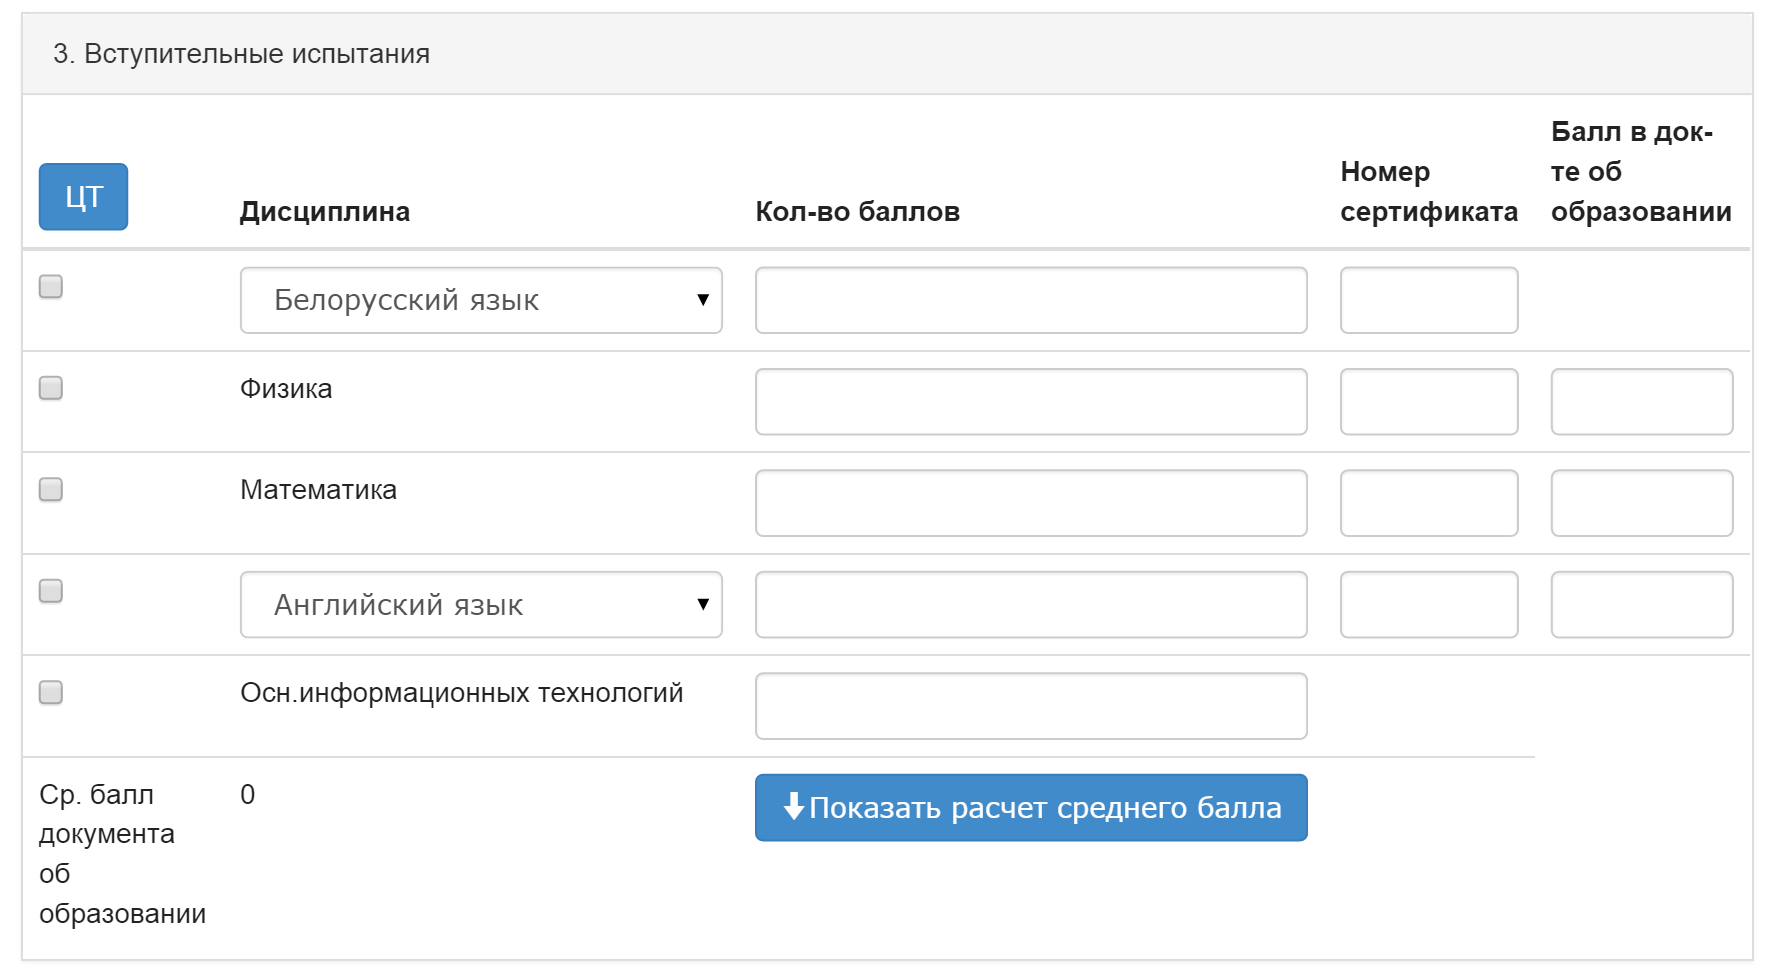 3. Вступительные испытания
ЦТ
Дисциплина
Кол-во баллов
Номер
сертификата
Балл в док-
те об
образовании
Белорусский язык
Физика
Математика
Английский язык
Осн.информационных технологий
Ср. балл
документа
об
образовании
0
Показать расчет среднего балла